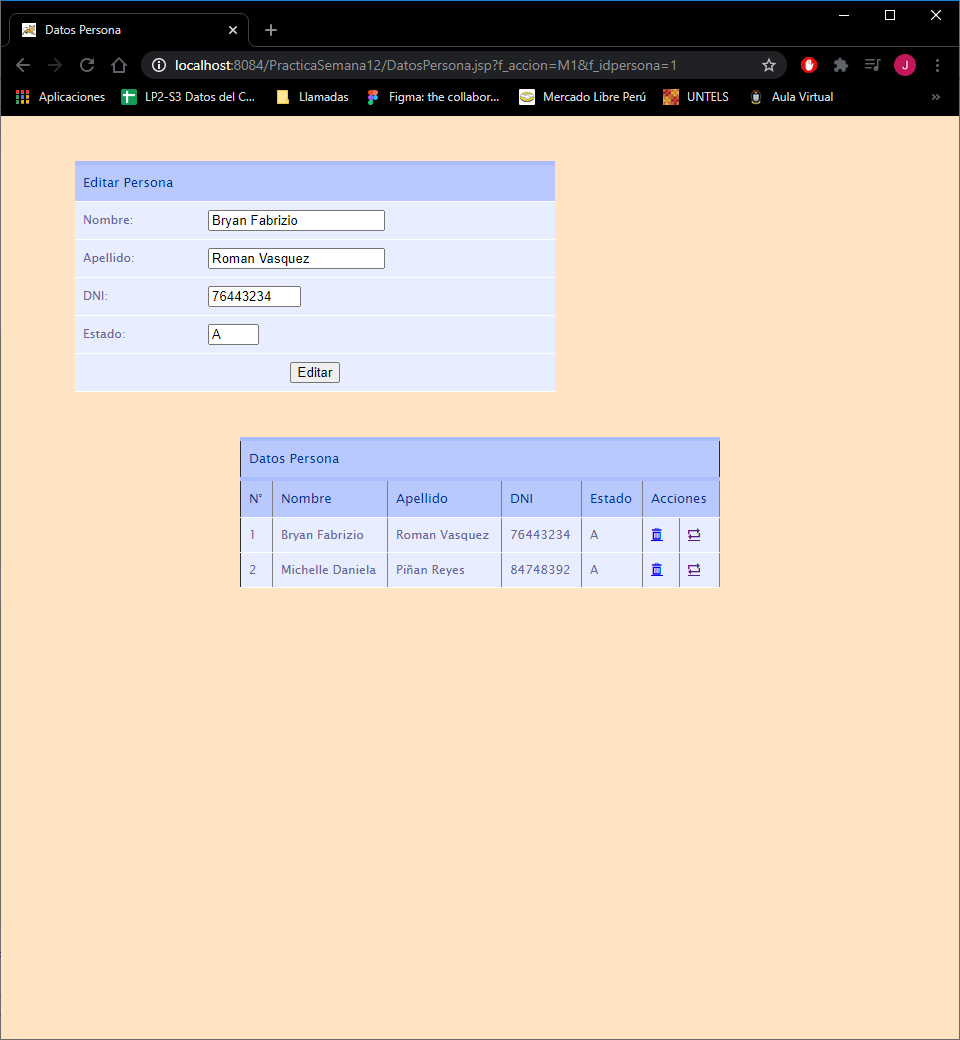 Datos Persona
localhost:8084/PracticaSemana12/DatosPersona.jsp?f_accion=M1&f_idpersona=1
J
Aplicaciones LP2-S3 Datos del C... Llamadas Figma: the collabor... Mercado Libre Perú UNTELS Aula Virtual »
Editar Persona
Nombre: Bryan Fabrizio
Apellido: Roman Vasquez
DNI: 76443234
Estado: A
Editar
Datos Persona
N° Nombre Apellido DNI Estado Acciones
1 Bryan Fabrizio Roman Vasquez 76443234 A
2 Michelle Daniela Piñan Reyes 84748392 A